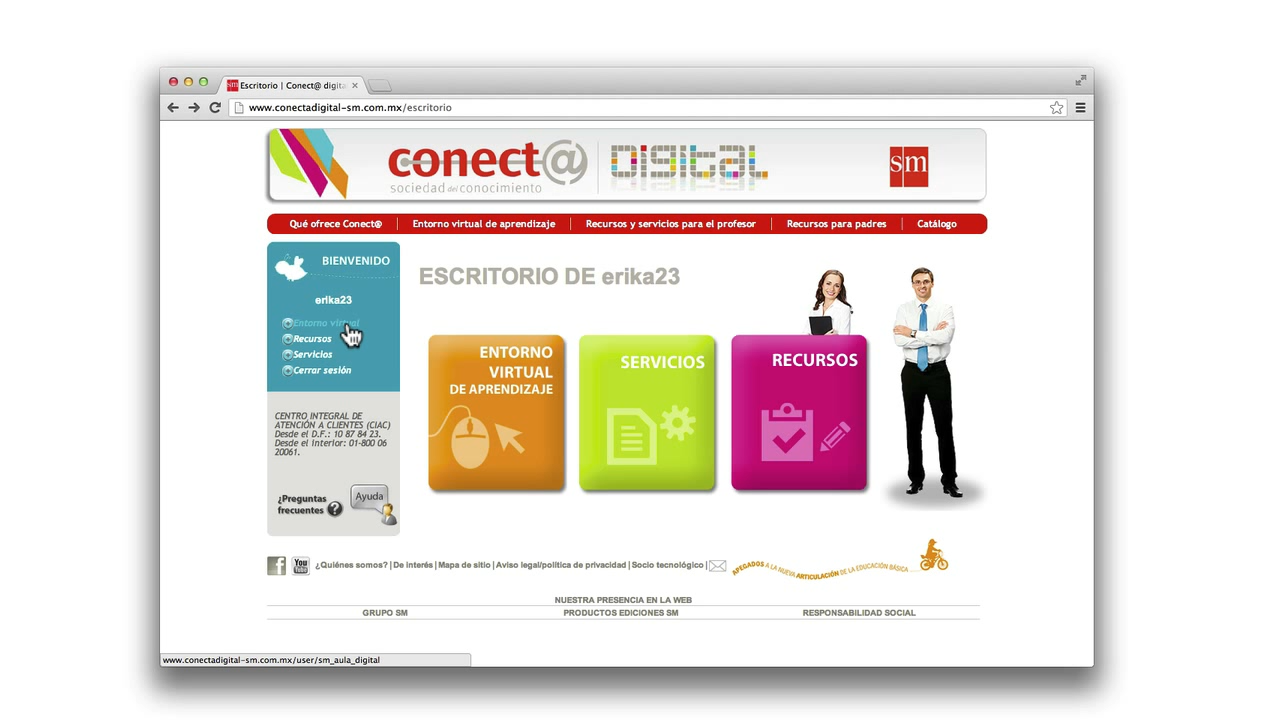 sm Escritorio | Conect@ digita
www.conectadigital-sm.com.mx/escritorio
conect@ DIGITAL
sociedad del conocimiento
sm
Qué ofrece Conect@ | Entorno virtual de aprendizaje | Recursos y servicios para el profesor | Recursos para padres | Catálogo
BIENVENIDO
erika23
Entorno virtual
Recursos
Servicios
Cerrar sesión
CENTRO INTEGRAL DE
ATENCIÓN A CLIENTES (CIAC)
Desde el D.F.: 10 87 84 23.
Desde el interior: 01-800 06
20061.
¿Preguntas
frecuentes ?
Ayuda
ESCRITORIO DE erika23
ENTORNO
VIRTUAL
DE APRENDIZAJE
SERVICIOS
RECURSOS
f You Tube ¿Quiénes somos? | De interés | Mapa de sitio | Aviso legal/política de privacidad | Socio tecnológico |
APEGADOS A LA NUEVA ARTICULACIÓN DE LA EDUCACIÓN BÁSICA
NUESTRA PRESENCIA EN LA WEB
GRUPO SM PRODUCTOS EDICIONES SM RESPONSABILIDAD SOCIAL
www.conectadigital-sm.com.mx/user/sm_aula_digital